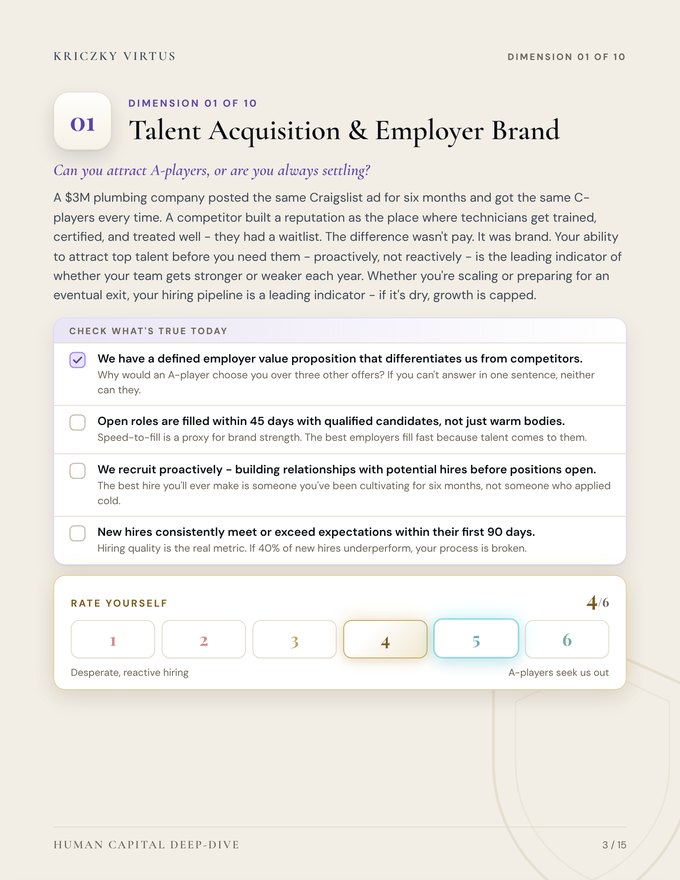 KRICZKY VIRTUS
DIMENSION 01 OF 10
01
DIMENSION 01 OF 10
Talent Acquisition & Employer Brand
Can you attract A-players, or are you always settling?
A $3M plumbing company posted the same Craigslist ad for six months and got the same C-
players every time. A competitor built a reputation as the place where technicians get trained,
certified, and treated well - they had a waitlist. The difference wasn't pay. It was brand. Your ability
to attract top talent before you need them - proactively, not reactively - is the leading indicator of
whether your team gets stronger or weaker each year. Whether you're scaling or preparing for an
eventual exit, your hiring pipeline is a leading indicator - if it's dry, growth is capped.
CHECK WHAT'S TRUE TODAY
We have a defined employer value proposition that differentiates us from competitors.
Why would an A-player choose you over three other offers? If you can't answer in one sentence, neither
can they.
Open roles are filled within 45 days with qualified candidates, not just warm bodies.
Speed-to-fill is a proxy for brand strength. The best employers fill fast because talent comes to them.
We recruit proactively - building relationships with potential hires before positions open.
The best hire you'll ever make is someone you've been cultivating for six months, not someone who applied
cold.
New hires consistently meet or exceed expectations within their first 90 days.
Hiring quality is the real metric. If 40% of new hires underperform, your process is broken.
RATE YOURSELF
4/6
1 2 3 4 5 6
Desperate, reactive hiring
A-players seek us out
HUMAN CAPITAL DEEP-DIVE
3 / 15